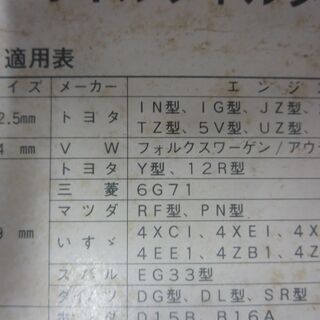 適用表
イズ メーカー エンジ
2.5mm トヨタ 1N型、1G型、JZ型、
TZ型、5V型、UZ型、
4 mm VW フォルクスワーゲン/アウ
トヨタ Y型、12R型
三菱 6G71
マツダ RF型、PN型
9 mm いすゞ 4XC1、4XE1、4X
4EE1、4ZB1、4Z
スバル EG33型
ダイハツ DG型、DL型、SR型
ホンダ D15B、B16A